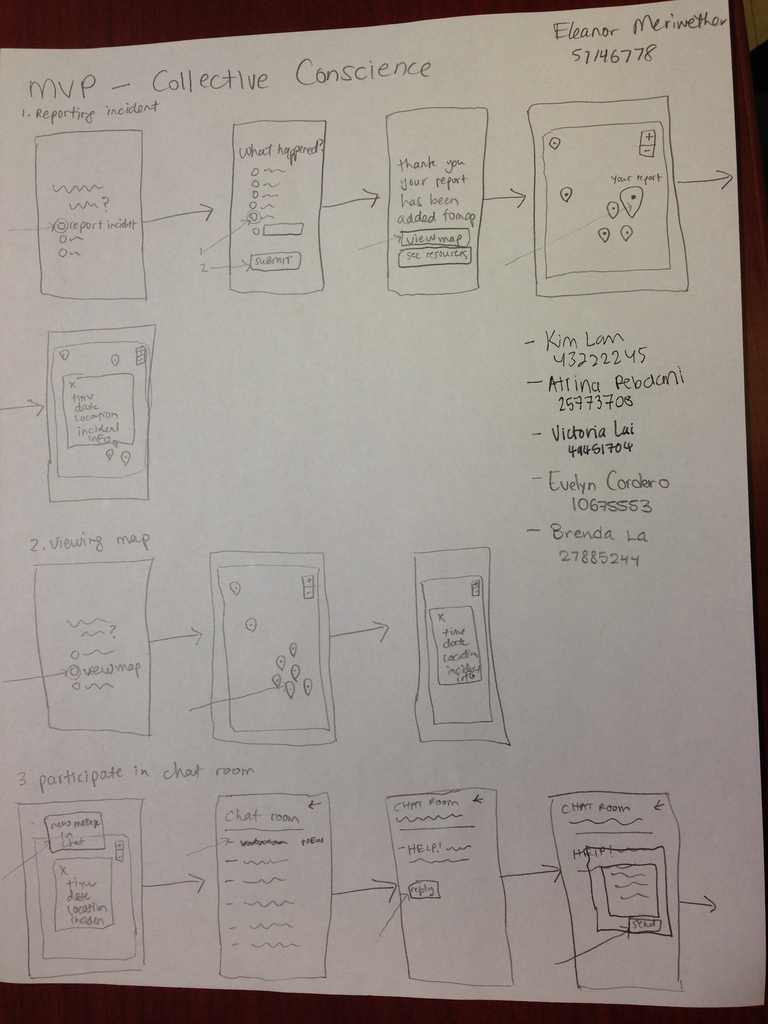 Eleanor Meriwether
57146778
MVP - Collective Conscience
1. Reporting incident
?
report incident
What happened?
1
2
SUBMIT
thank you
your report
has been
added to map
view map
see resources
+
-
Your report
Y
- Kim Lam
43222245
- Atrina Pebdani
25773708
- Victoria Lai
49451704
- Evelyn Cordero
10675553
- Brenda La
27885244
X
time
date
location
incident
info
2. Viewing map
?
view map
+
-
X
time
date
location
incident
info
3. participate in chat room
new message
in
chat
X
time
date
location
inciden
Chat room
NEW
CHAT ROOM
- HELP!
reply
CHAT ROOM
HELP!
send